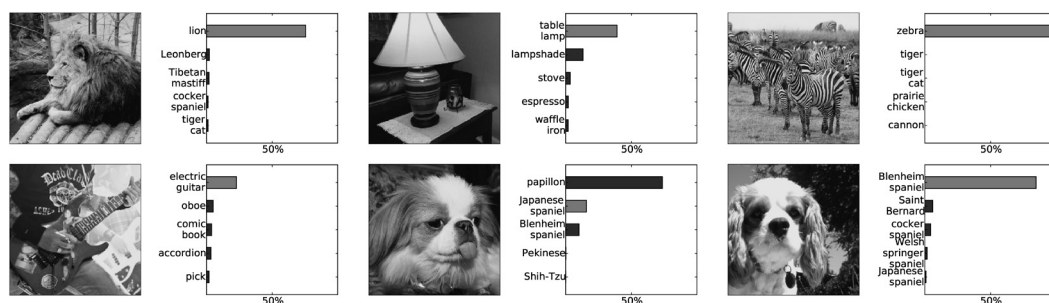 lion
Leonberg
Tibetan
mastiff
cocker
spaniel
tiger
cat
50%
table
lamp
lampshade
stove
espresso
waffle
iron
50%
zebra
tiger
tiger
cat
prairie
chicken
cannon
50%
Dead
electric
guitar
oboe
comic
book
accordion
pick
50%
papillon
Japanese
spaniel
Blenheim
spaniel
Pekinese
Shih-Tzu
50%
Blenheim
spaniel
Saint
Bernard
cocker
spaniel
Welsh
springer
spaniel
Japanese
spaniel
50%